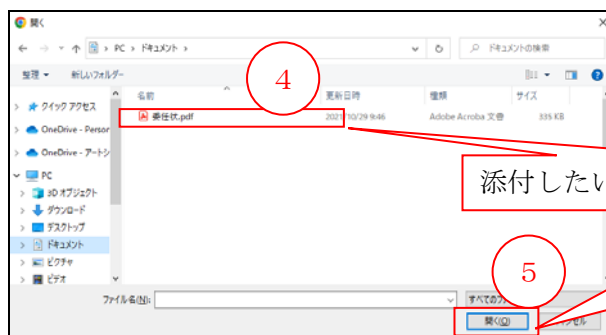 開く
PC > ドキュメント >
ドキュメントの検索
整理 新しいフォルダー
④
名前 更新日時 種類 サイズ
委任状.pdf 2021/10/29 9:46 Adobe Acroba 文書 335 KB
クイック アクセス
OneDrive - Person
OneDrive - アートシ
PC
3D オブジェクト
ダウンロード
デスクトップ
ドキュメント
ピクチャ
ビデオ
添付したい
⑤
ファイル名(N):
すべてのファ
開く(O)